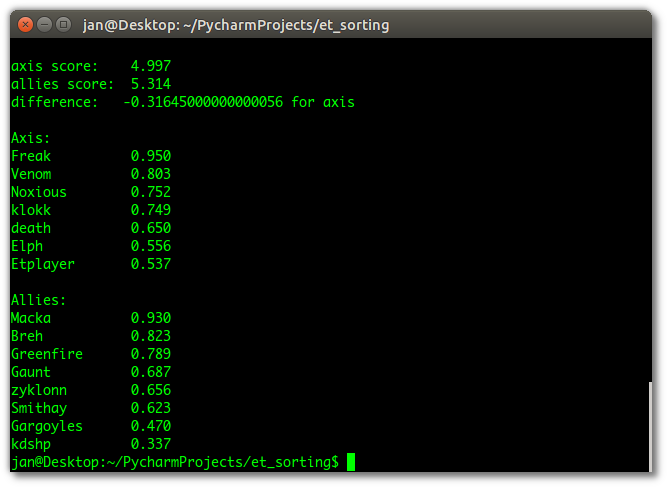 jan@Desktop: ~/PycharmProjects/et_sorting
axis score: 4.997
allies score: 5.314
difference: -0.31645000000000056 for axis
Axis:
Freak 0.950
Venom 0.803
Noxious 0.752
klokk 0.749
death 0.650
Elph 0.556
Etplayer 0.537
Allies:
Macka 0.930
Breh 0.823
Greenfire 0.789
Gaunt 0.687
zyklonn 0.656
Smithay 0.623
Gargoyles 0.470
kdshp 0.337
jan@Desktop:~/PycharmProjects/et_sorting$